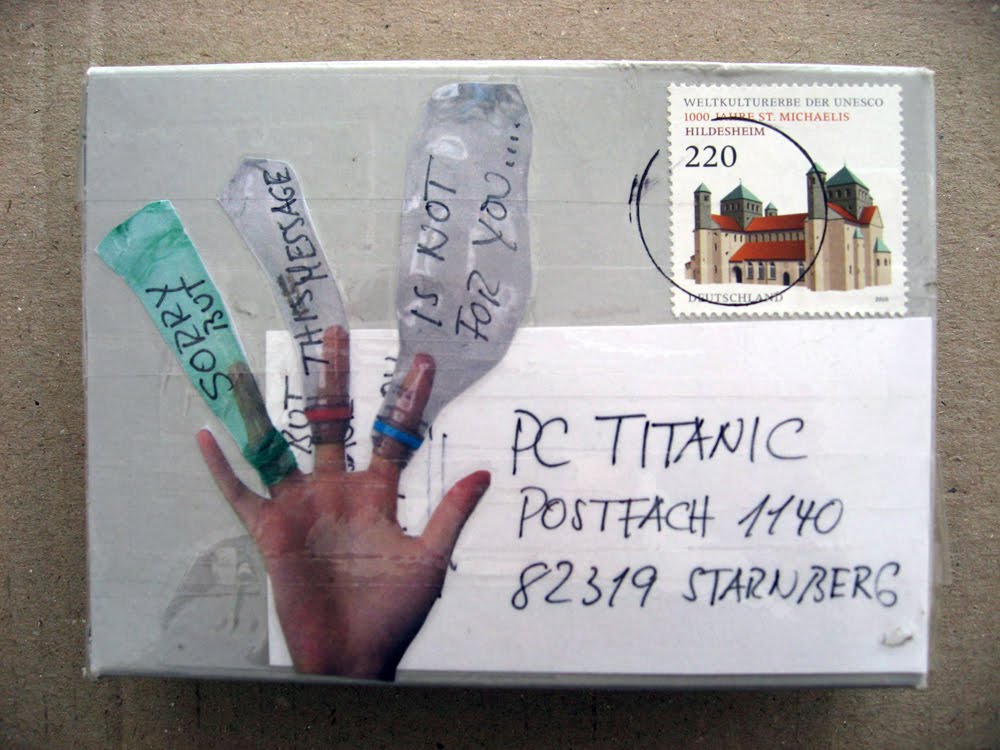 WELTKULTURERBE DER UNESCO
1000 JAHRE ST. MICHAELIS
HILDESHEIM
220
DEUTSCHLAND
SORRY
BUT
THIS MESSAGE
IS NOT
FOR YOU....
PC TITANIC
POSTFACH 1140
82319 STARNBERG